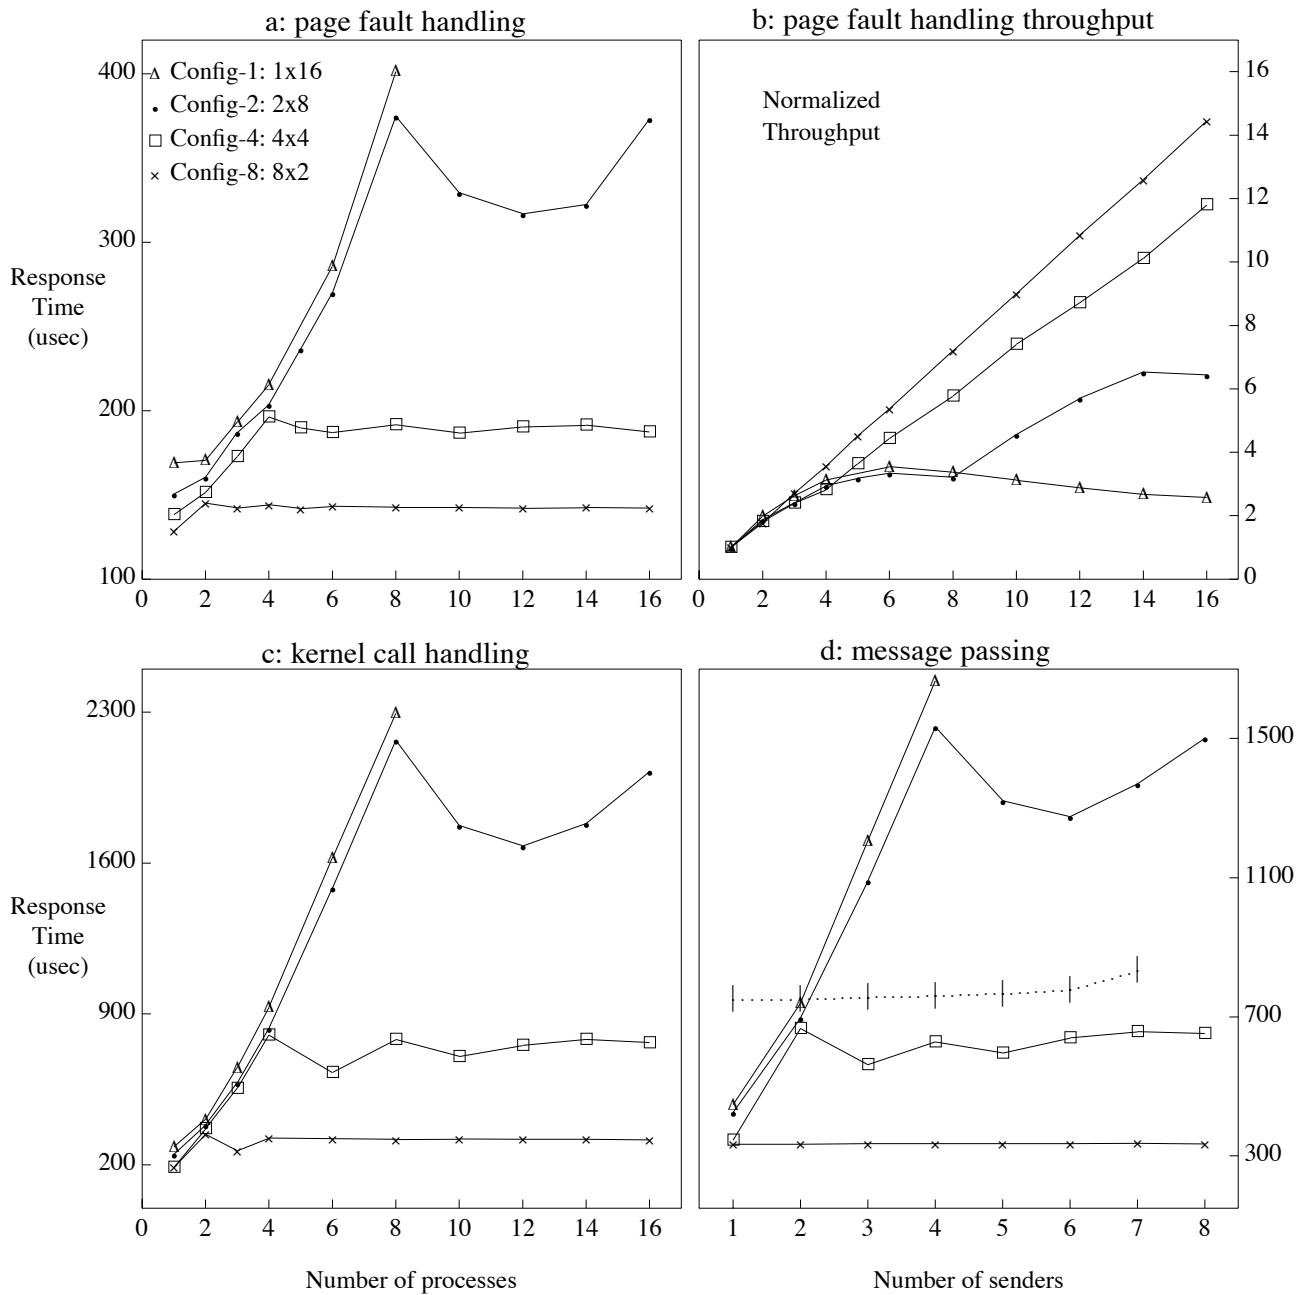 a: page fault handling
b: page fault handling throughput
400
300
200
100
Config-1: 1x16
Config-2: 2x8
Config-4: 4x4
Config-8: 8x2
Response
Time
(usec)
0 2 4 6 8 10 12 14 16
Normalized
Throughput
16
14
12
10
8
6
4
2
0
0 2 4 6 8 10 12 14 16
c: kernel call handling
d: message passing
2300
1600
900
200
Response
Time
(usec)
0 2 4 6 8 10 12 14 16
Number of processes
1500
1100
700
300
1 2 3 4 5 6 7 8
Number of senders